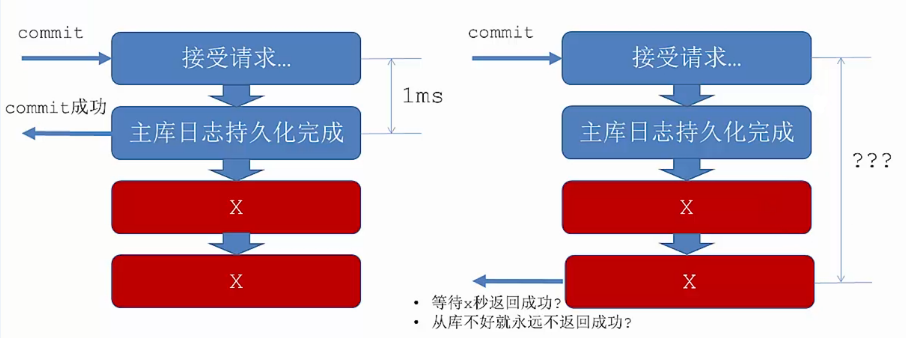 commit
接受请求…
1ms
commit成功
主库日志持久化完成
X
X
commit
接受请求…
主库日志持久化完成
???
X
X
• 等待x秒返回成功?
• 从库不好就永远不返回成功?